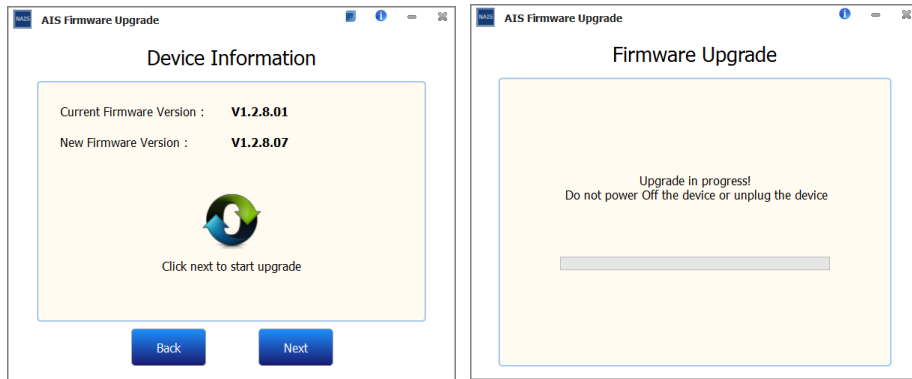 NAIS AIS Firmware Upgrade
Device Information
Current Firmware Version : V1.2.8.01
New Firmware Version : V1.2.8.07
Click next to start upgrade
Back Next
NAIS AIS Firmware Upgrade
Firmware Upgrade
Upgrade in progress!
Do not power Off the device or unplug the device